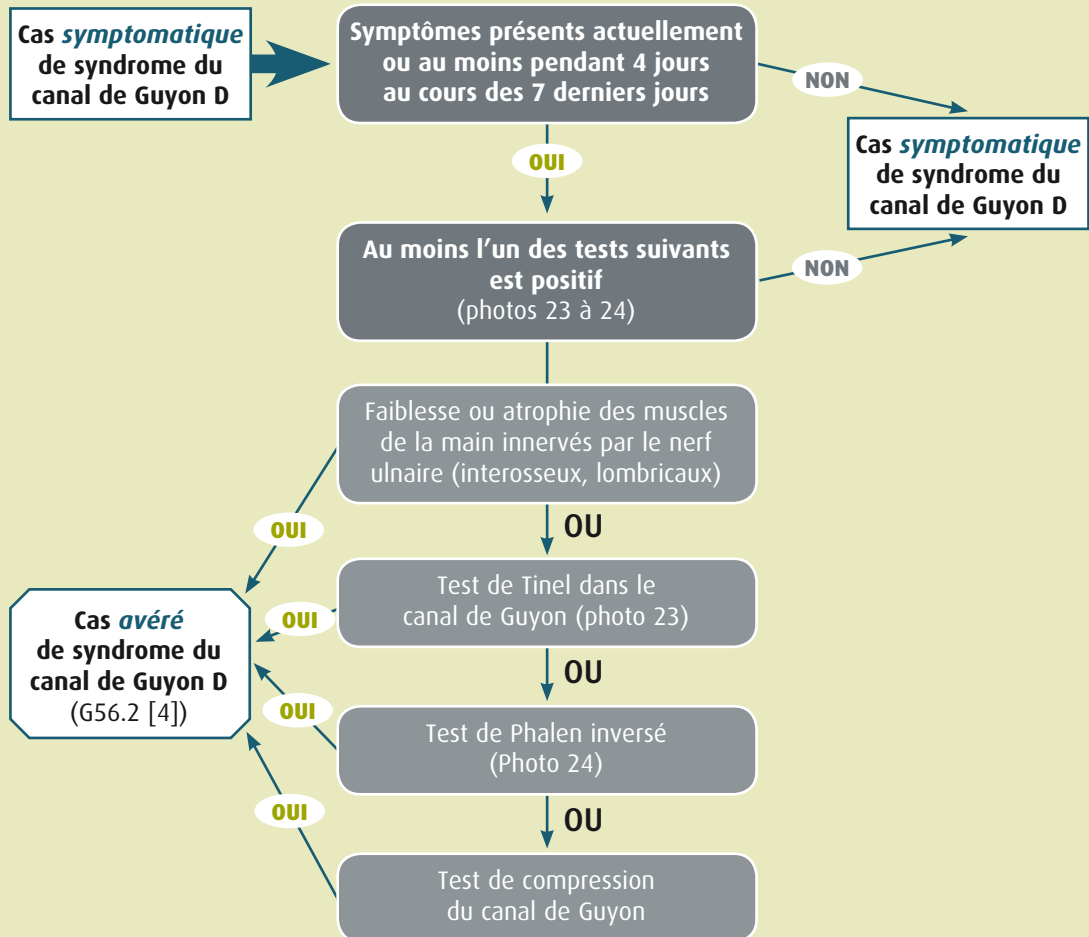 Cas symptomatique
de syndrome du
canal de Guyon D
Symptômes présents actuellement
ou au moins pendant 4 jours
au cours des 7 derniers jours
NON
Cas symptomatique
de syndrome du
canal de Guyon D
OUI
Au moins l’un des tests suivants
est positif
(photos 23 à 24)
NON
Faiblesse ou atrophie des muscles
de la main innervés par le nerf
ulnaire (interosseux, lombricaux)
OUI
OU
Test de Tinel dans le
canal de Guyon (photo 23)
OUI
Cas avéré
de syndrome du
canal de Guyon D
(G56.2 [4])
OU
OUI
Test de Phalen inversé
(Photo 24)
OUI
OU
Test de compression
du canal de Guyon